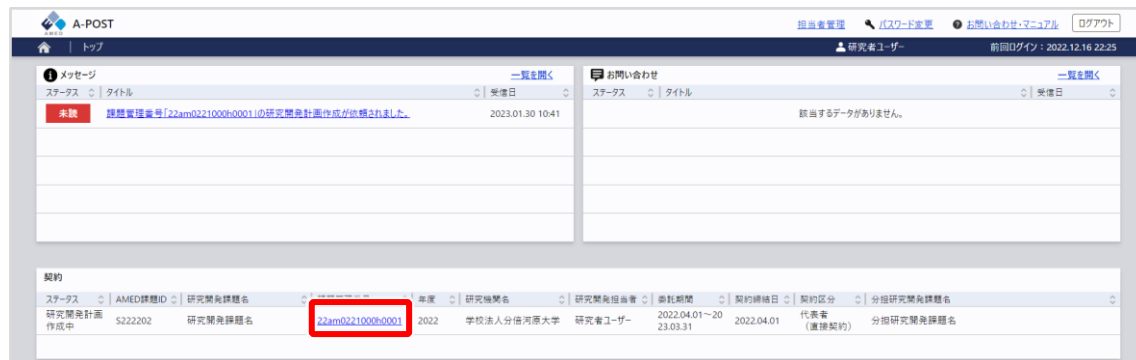 A-POST
AMED
担当者管理 パスワード変更 お問い合わせ・マニュアル ログアウト
トップ 研究者ユーザー 前回ログイン：2022.12.16 22:25
メッセージ 一覧を開く
ステータス タイトル 受信日
未読 課題管理番号「22am0221000h0001」の研究開発計画作成が依頼されました。 2023.01.30 10:41
お問い合わせ 一覧を開く
ステータス タイトル 受信日
該当するデータがありません。
契約
ステータス AMED課題ID 研究開発課題名 年度 研究機関名 研究開発担当者 委託期間 契約締結日 契約区分 分担研究開発課題名
研究開発計画作成中 S222202 研究開発課題名 22am0221000h0001 2022 学校法人分倍河原大学 研究者ユーザー 2022.04.01～2023.03.31 2022.04.01 代表者（直接契約） 分担研究開発課題名